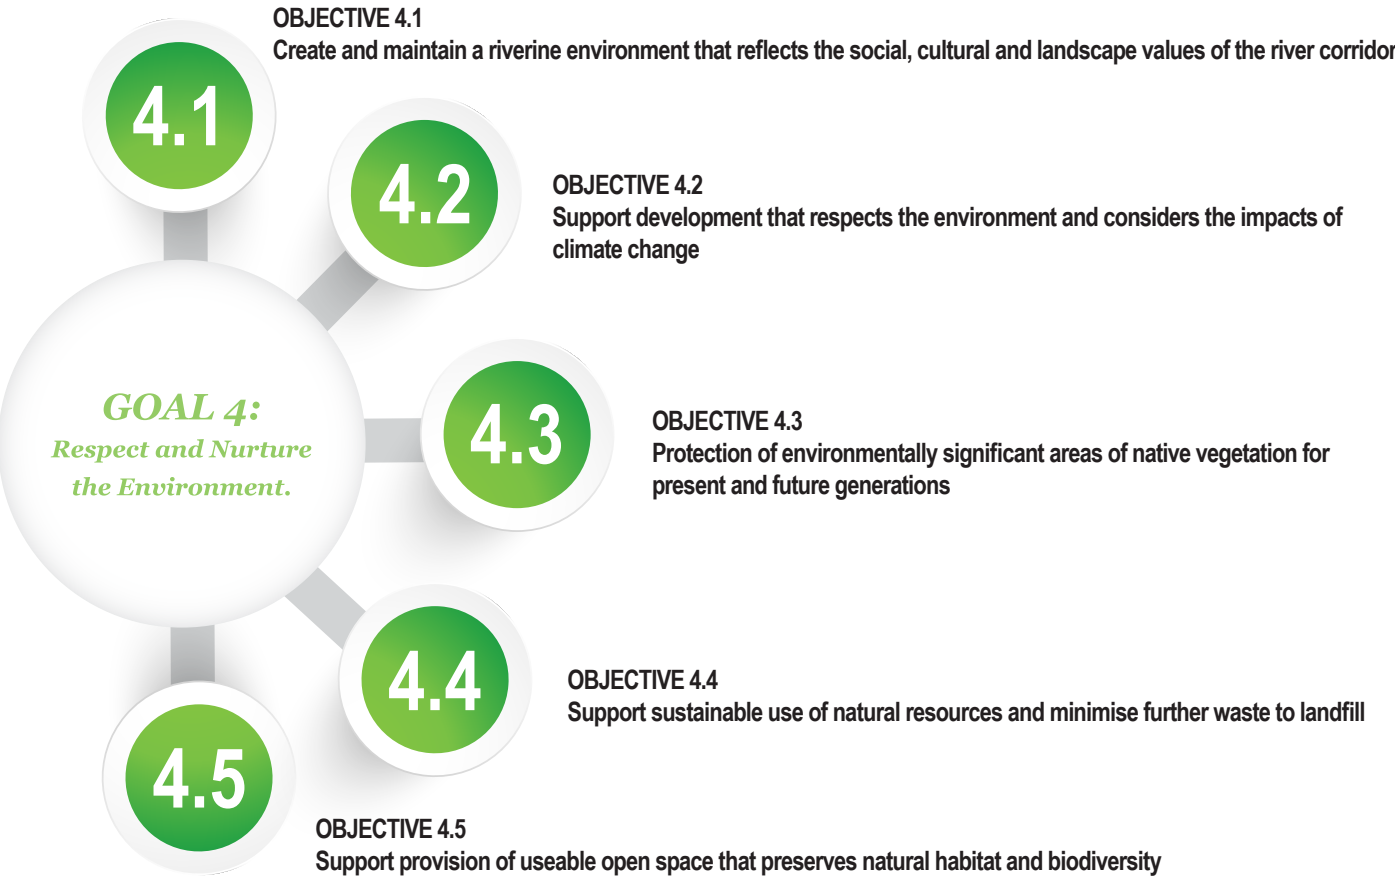 OBJECTIVE 4.1
Create and maintain a riverine environment that reflects the social, cultural and landscape values of the river corridor
4.1
4.2
OBJECTIVE 4.2
Support development that respects the environment and considers the impacts of
climate change
GOAL 4:
Respect and Nurture
the Environment.
4.3
OBJECTIVE 4.3
Protection of environmentally significant areas of native vegetation for
present and future generations
4.4
OBJECTIVE 4.4
Support sustainable use of natural resources and minimise further waste to landfill
4.5
OBJECTIVE 4.5
Support provision of useable open space that preserves natural habitat and biodiversity